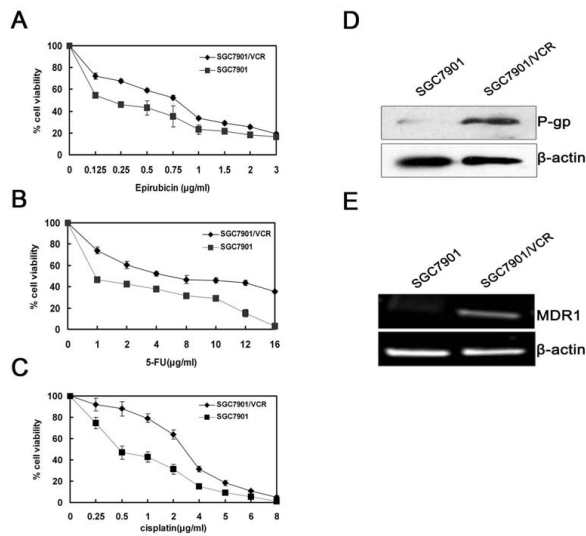 A
% cell viability
100
80
60
40
20
0
SGC7901/VCR
SGC7901
0 0.125 0.25 0.5 0.75 1 1.5 2 3
Epirubicin (µg/ml)
B
% cell viability
100
80
60
40
20
0
SGC7901/VCR
SGC7901
0 1 2 4 8 10 12 16
5-FU(µg/ml)
C
% cell viability
100
80
60
40
20
0
SGC7901/VCR
SGC7901
0 0.25 0.5 1 2 4 5 6 8
cisplatin(µg/ml)
D
SGC7901
SGC7901/VCR
P-gp
β-actin
E
SGC7901
SGC7901/VCR
MDR1
β-actin